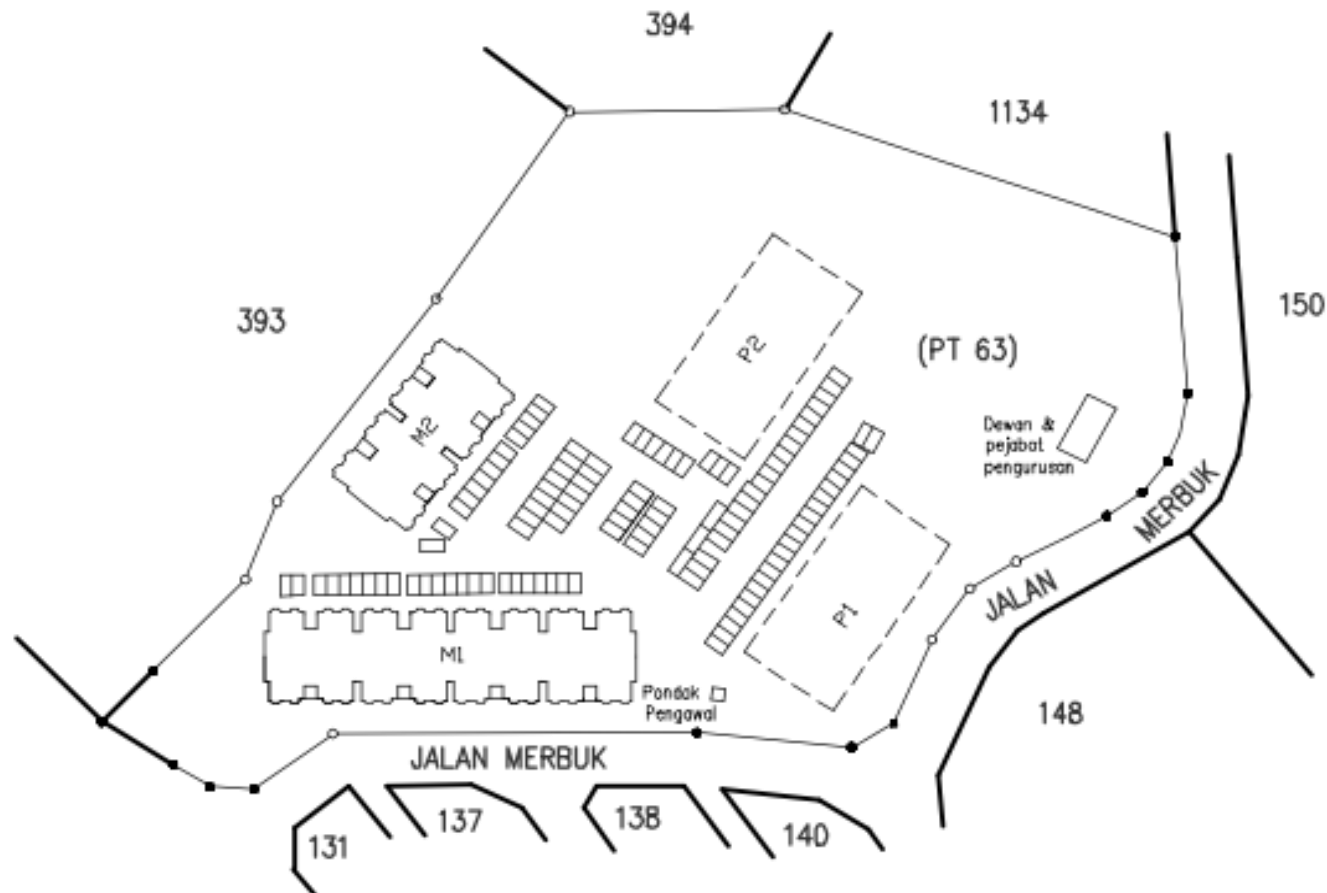 394
1134
393
150
P2
(PT 63)
M2
Dewan &
pejabat
pengurusan
MERBUK
JALAN
P1
M1
Pondok
Pengawal
148
JALAN MERBUK
137
138
140
131